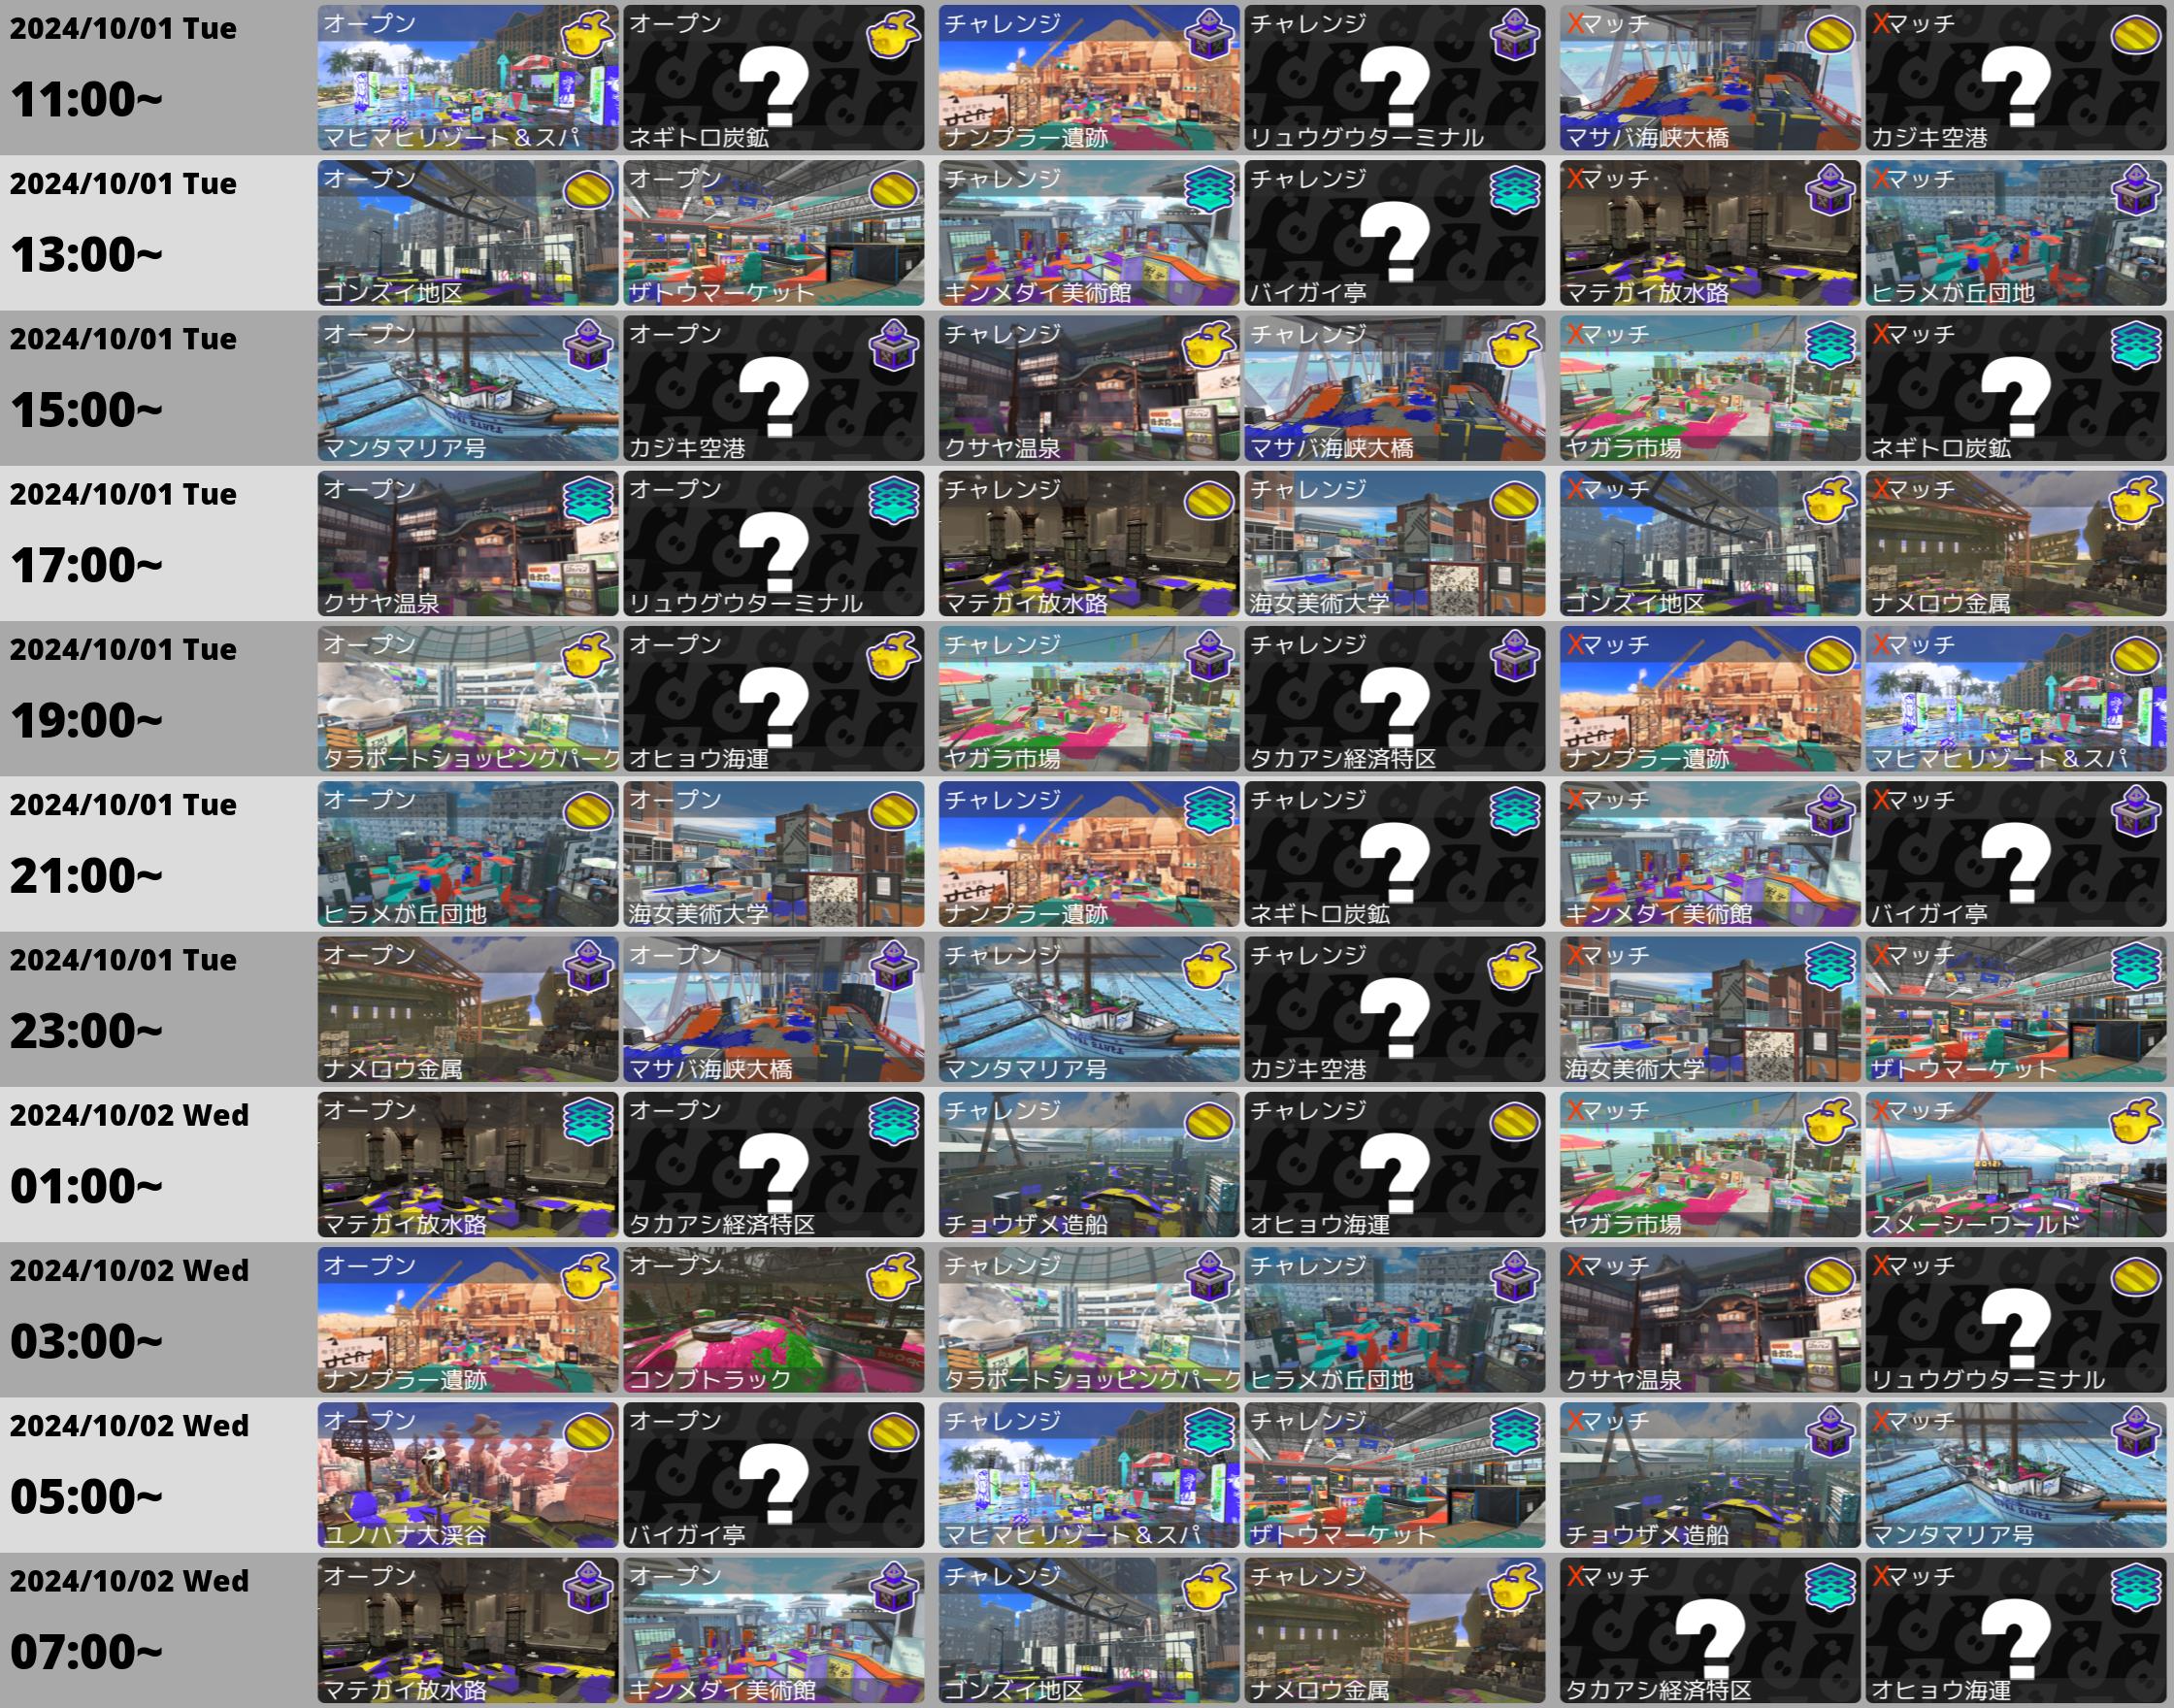 2024/10/01 Tue
11:00~
オープン オープン チャレンジ チャレンジ Xマッチ Xマッチ
マヒマヒリゾート&スパ ネギトロ炭鉱 ナンプラー遺跡 リュウグウターミナル マサバ海峡大橋 カジキ空港
2024/10/01 Tue
13:00~
オープン オープン チャレンジ チャレンジ Xマッチ Xマッチ
ゴンズイ地区 ザトウマーケット キンメダイ美術館 バイガイ亭 マテガイ放水路 ヒラメが丘団地
2024/10/01 Tue
15:00~
オープン オープン チャレンジ チャレンジ Xマッチ Xマッチ
マンタマリア号 カジキ空港 クサヤ温泉 マサバ海峡大橋 ヤガラ市場 ネギトロ炭鉱
2024/10/01 Tue
17:00~
オープン オープン チャレンジ チャレンジ Xマッチ Xマッチ
クサヤ温泉 リュウグウターミナル マテガイ放水路 海女美術大学 ゴンズイ地区 ナメロウ金属
2024/10/01 Tue
19:00~
オープン オープン チャレンジ チャレンジ Xマッチ Xマッチ
タラポートショッピングパーク オヒョウ海運 ヤガラ市場 タカアシ経済特区 ナンプラー遺跡 マヒマヒリゾート&スパ
2024/10/01 Tue
21:00~
オープン オープン チャレンジ チャレンジ Xマッチ Xマッチ
ヒラメが丘団地 海女美術大学 ナンプラー遺跡 ネギトロ炭鉱 キンメダイ美術館 バイガイ亭
2024/10/01 Tue
23:00~
オープン オープン チャレンジ チャレンジ Xマッチ Xマッチ
ナメロウ金属 マサバ海峡大橋 マンタマリア号 カジキ空港 海女美術大学 ザトウマーケット
2024/10/02 Wed
01:00~
オープン オープン チャレンジ チャレンジ Xマッチ Xマッチ
マテガイ放水路 タカアシ経済特区 チョウザメ造船 オヒョウ海運 ヤガラ市場 スメーシーワールド
2024/10/02 Wed
03:00~
オープン オープン チャレンジ チャレンジ Xマッチ Xマッチ
ナンプラー遺跡 コンブトラック タラポートショッピングパーク ヒラメが丘団地 クサヤ温泉 リュウグウターミナル
2024/10/02 Wed
05:00~
オープン オープン チャレンジ チャレンジ Xマッチ Xマッチ
ユノハナ大渓谷 バイガイ亭 マヒマヒリゾート&スパ ザトウマーケット チョウザメ造船 マンタマリア号
2024/10/02 Wed
07:00~
オープン オープン チャレンジ チャレンジ Xマッチ Xマッチ
マテガイ放水路 キンメダイ美術館 ゴンズイ地区 ナメロウ金属 タカアシ経済特区 オヒョウ海運